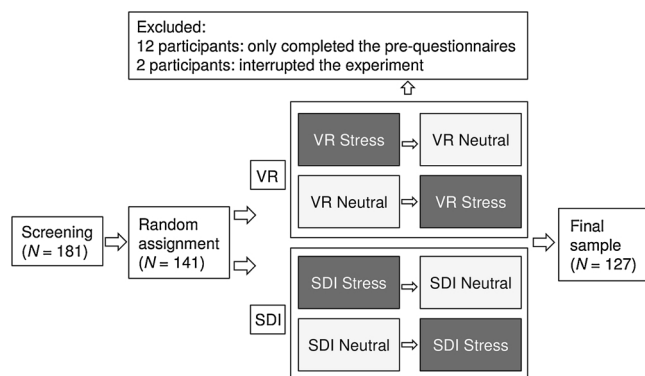 Excluded:
12 participants: only completed the pre-questionnaires
2 participants: interrupted the experiment
VR Stress
VR Neutral
VR
VR Neutral
VR Stress
Screening
(N = 181)
Random
assignment
(N = 141)
Final
sample
(N = 127)
SDI Stress
SDI Neutral
SDI
SDI Neutral
SDI Stress